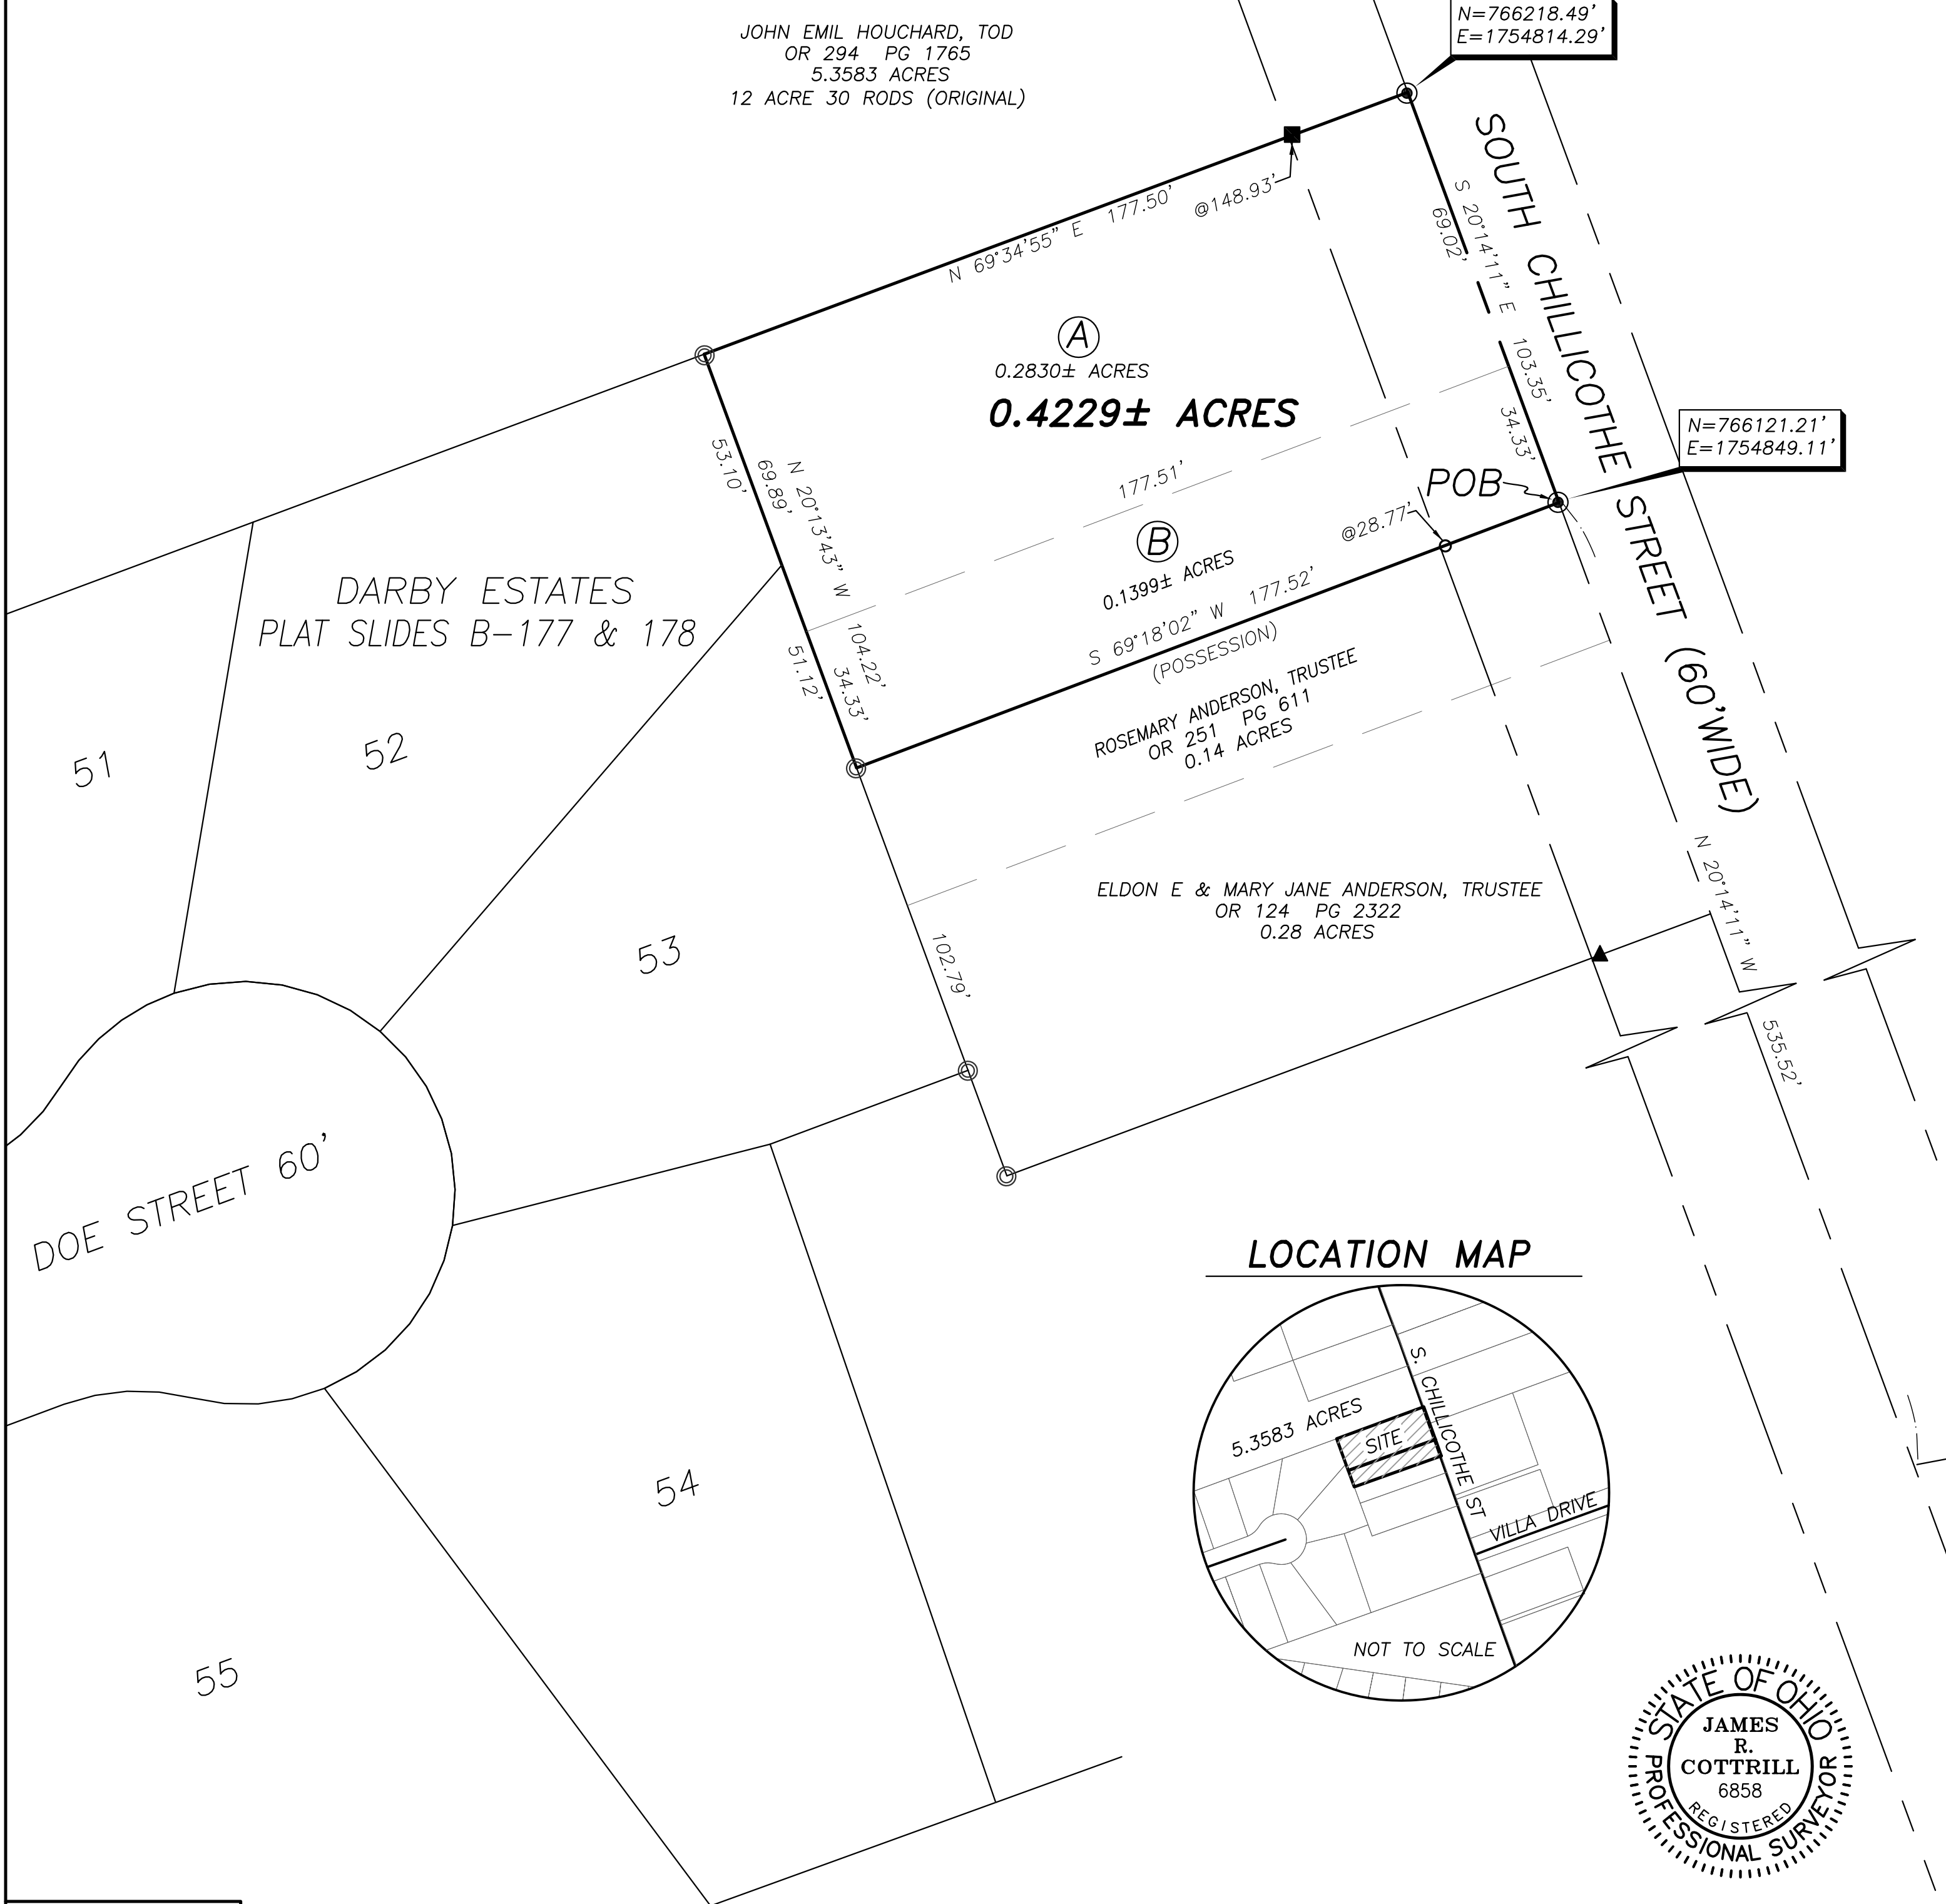 JOHN EMIL HOUCHARD, TOD
OR 294 PG 1765
5.3583 ACRES
12 ACRE 30 RODS (ORIGINAL)
N=766218.49'
E=1754814.29'
N 69°34'55" E 177.50'
@148.93'
S 20°14'11" E 103.35'
69.02'
34.33'
SOUTH CHILLICOTHE STREET (60'WIDE)
A
0.2830± ACRES
0.4229± ACRES
N=766121.21'
E=1754849.11'
POB
177.51'
@28.77'
B
0.1399± ACRES
S 69°18'02" W 177.52'
(POSSESSION)
53.10'
69.89'
N 20°13'43" W 104.22'
51.12'
34.33'
DARBY ESTATES
PLAT SLIDES B-177 & 178
ROSEMARY ANDERSON, TRUSTEE
OR 251 PG 611
0.14 ACRES
51
52
53
ELDON E & MARY JANE ANDERSON, TRUSTEE
OR 124 PG 2322
0.28 ACRES
102.79'
N 20°14'11" W 535.52'
DOE STREET 60'
54
55
LOCATION MAP
S. CHILLICOTHE ST
5.3583 ACRES
SITE
VILLA DRIVE
NOT TO SCALE
STATE OF OHIO
JAMES
R.
COTTRILL
6858
REGISTERED
PROFESSIONAL SURVEYOR